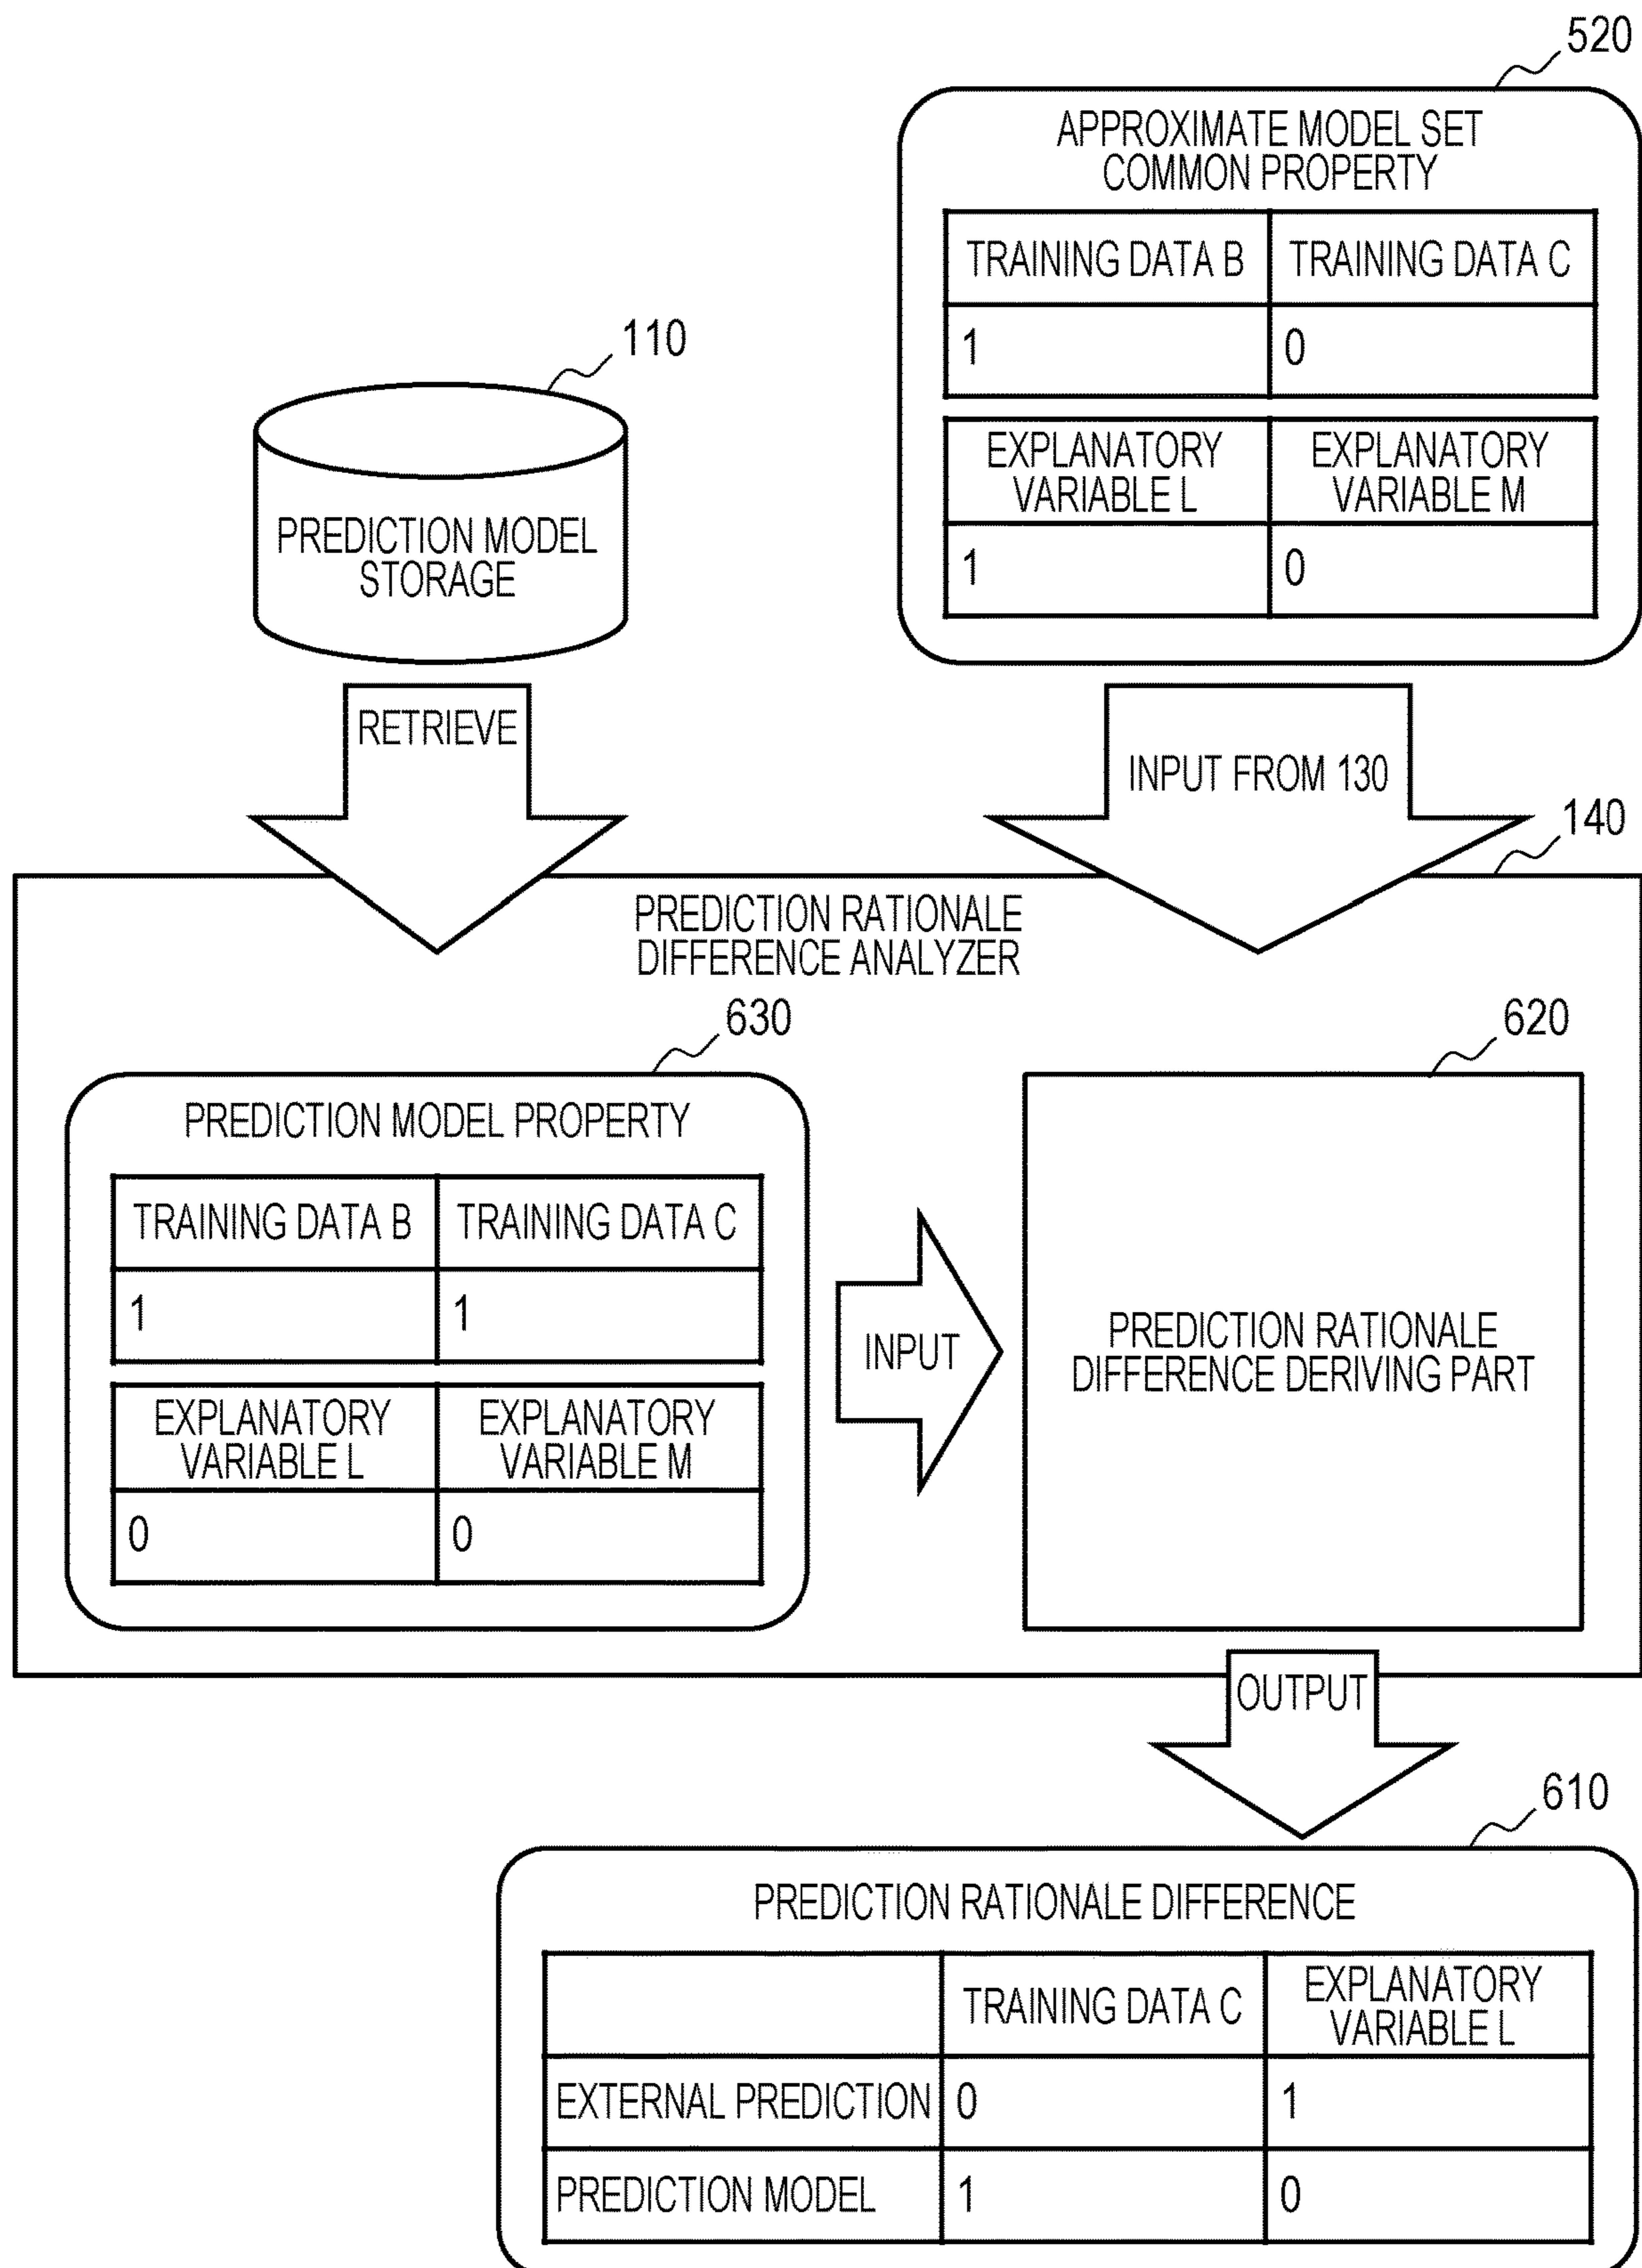 520
APPROXIMATE MODEL SET
COMMON PROPERTY
TRAINING DATA B
TRAINING DATA C
1
0
EXPLANATORY
VARIABLE L
EXPLANATORY
VARIABLE M
1
0
110
PREDICTION MODEL
STORAGE
RETRIEVE
INPUT FROM 130
140
PREDICTION RATIONALE
DIFFERENCE ANALYZER
630
PREDICTION MODEL PROPERTY
TRAINING DATA B
TRAINING DATA C
1
1
EXPLANATORY
VARIABLE L
EXPLANATORY
VARIABLE M
0
0
INPUT
620
PREDICTION RATIONALE
DIFFERENCE DERIVING PART
OUTPUT
610
PREDICTION RATIONALE DIFFERENCE
TRAINING DATA C
EXPLANATORY
VARIABLE L
EXTERNAL PREDICTION
0
1
PREDICTION MODEL
1
0